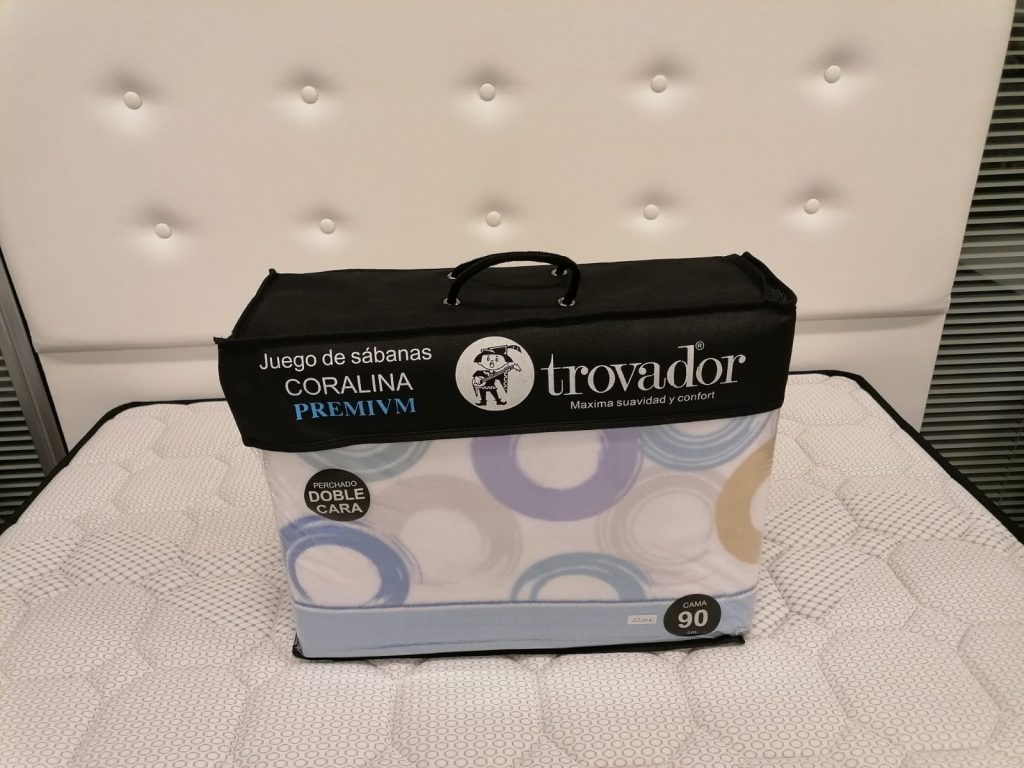 Juego de sábanas
CORALINA
PREMIVM
trovador®
Maxima suavidad y confort
PERCHADO
DOBLE
CARA
CAMA
90